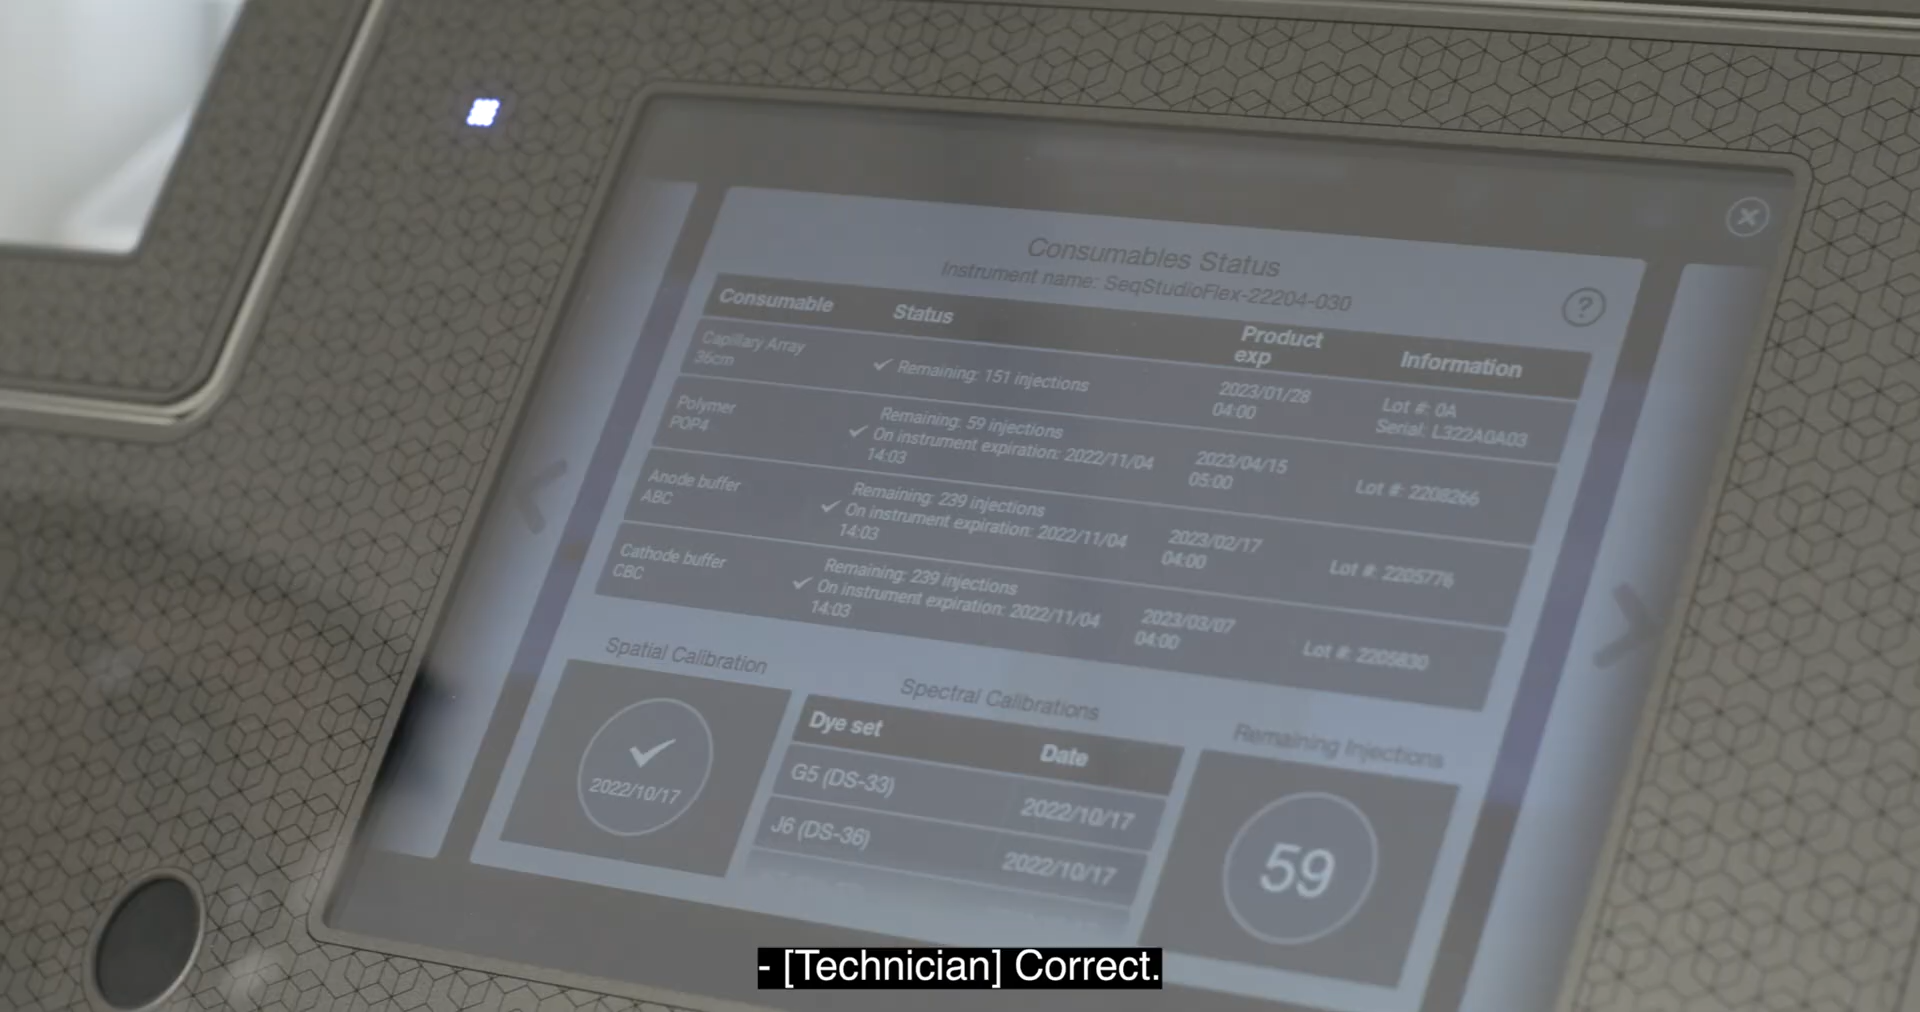 Consumables Status
Instrument name: SeqStudioFlex-22204-030
?
Consumable Status Product exp Information
Capillary Array 36cm
Remaining: 151 injections
2023/01/28 04:00
Lot #: 0A
Serial: L322A0A03
Polymer POP4
Remaining: 59 injections
On instrument expiration: 2022/11/04 14:03
2023/04/15 05:00
Lot #: 2208266
Anode buffer ABC
Remaining: 239 injections
On instrument expiration: 2022/11/04 14:03
2023/02/17 04:00
Lot #: 2205776
Cathode buffer CBC
Remaining: 239 injections
On instrument expiration: 2022/11/04 14:03
2023/03/07 04:00
Lot #: 2205830
Spatial Calibration
2022/10/17
Spectral Calibrations
Dye set Date
G5 (DS-33) 2022/10/17
J6 (DS-36) 2022/10/17
Remaining Injections
59
- [Technician] Correct.